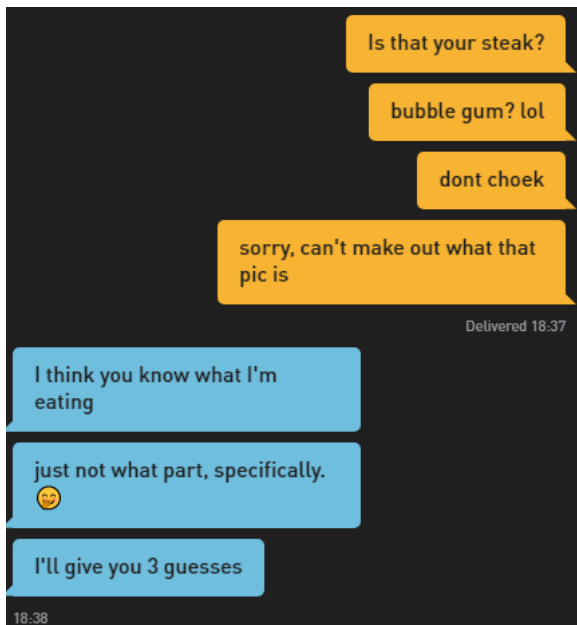 Is that your steak?
bubble gum? lol
dont choek
sorry, can't make out what that
pic is
Delivered 18:37
I think you know what I'm
eating
just not what part, specifically.
🤭
I'll give you 3 guesses
18:38